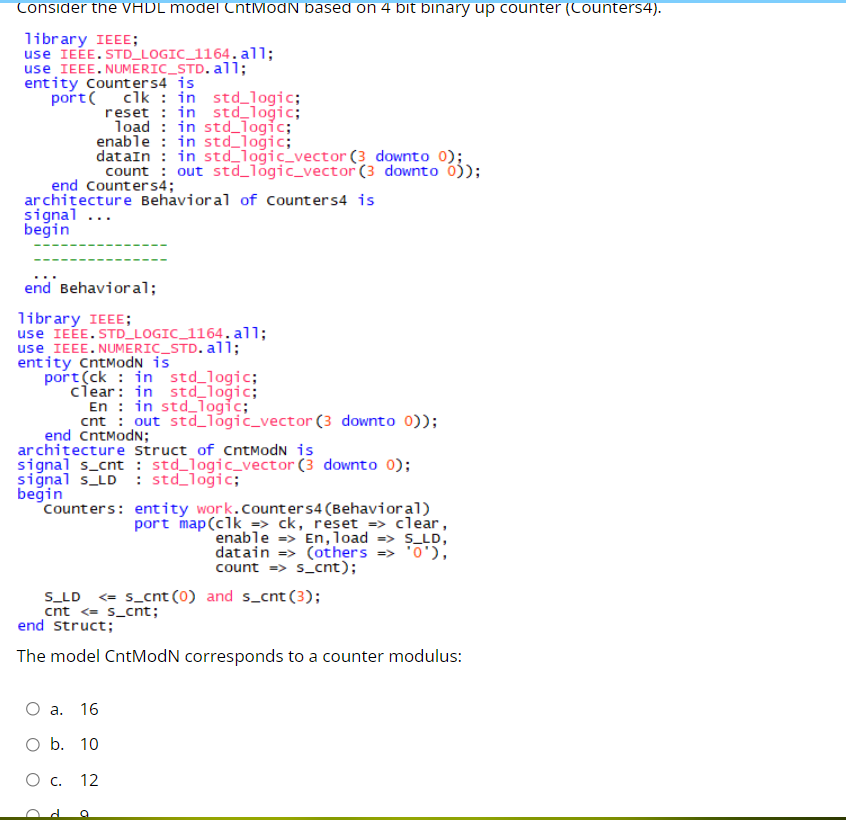 Consider the VHDL model CntModN based on 4 bit binary up counter (Counters4).
library IEEE;
use IEEE.STD_LOGIC_1164.all;
use IEEE.NUMERIC_STD.all;
entity Counters4 is
port( clk : in std_logic;
reset : in std_logic;
load : in std_logic;
enable : in std_logic;
dataIn : in std_logic_vector(3 downto 0);
count : out std_logic_vector(3 downto 0));
end Counters4;
architecture Behavioral of Counters4 is
signal ...
begin
---------------
---------------
...
end Behavioral;
library IEEE;
use IEEE.STD_LOGIC_1164.all;
use IEEE.NUMERIC_STD.all;
entity CntModN is
port(ck : in std_logic;
Clear: in std_logic;
En : in std_logic;
cnt : out std_logic_vector(3 downto 0));
end CntModN;
architecture Struct of CntModN is
signal s_cnt : std_logic_vector(3 downto 0);
signal s_LD : std_logic;
begin
Counters: entity work.Counters4(Behavioral)
port map(clk => ck, reset => clear,
enable => En,load => S_LD,
datain => (others => '0'),
count => s_cnt);
S_LD <= s_cnt(0) and s_cnt(3);
cnt <= s_cnt;
end Struct;
The model CntModN corresponds to a counter modulus:
a. 16
b. 10
c. 12
d. 9